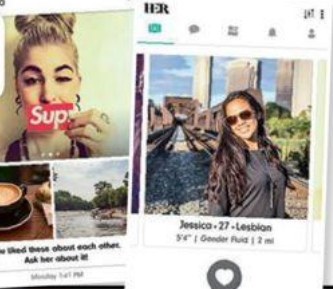 Sup
u liked these about each other.
Ask her about it!
Monday 1:41 PM
HER
Jessica • 27 • Lesbian
5'4" | Gender Fluid | 2 mi